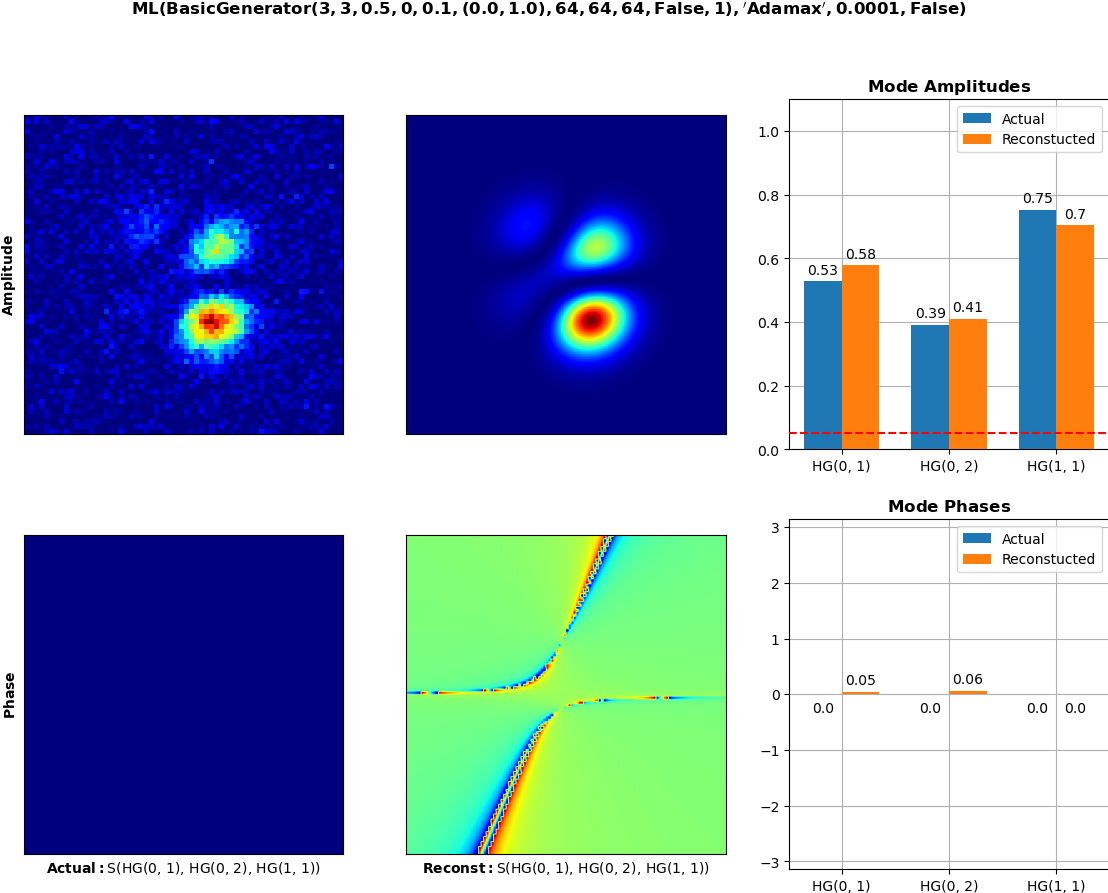 ML(BasicGenerator(3, 3, 0.5, 0, 0.1, (0.0, 1.0), 64, 64, 64, False, 1), ′Adamax′, 0.0001, False)
Amplitude
Mode Amplitudes
Actual
Reconstucted
1.0
0.8
0.6
0.4
0.2
0.0
0.53
0.58
0.39
0.41
0.75
0.7
HG(0, 1)
HG(0, 2)
HG(1, 1)
Phase
Actual: S(HG(0, 1), HG(0, 2), HG(1, 1))
Reconst: S(HG(0, 1), HG(0, 2), HG(1, 1))
Mode Phases
Actual
Reconstucted
3
2
1
0
−1
−2
−3
0.0
0.05
0.0
0.06
0.0
0.0
HG(0, 1)
HG(0, 2)
HG(1, 1)